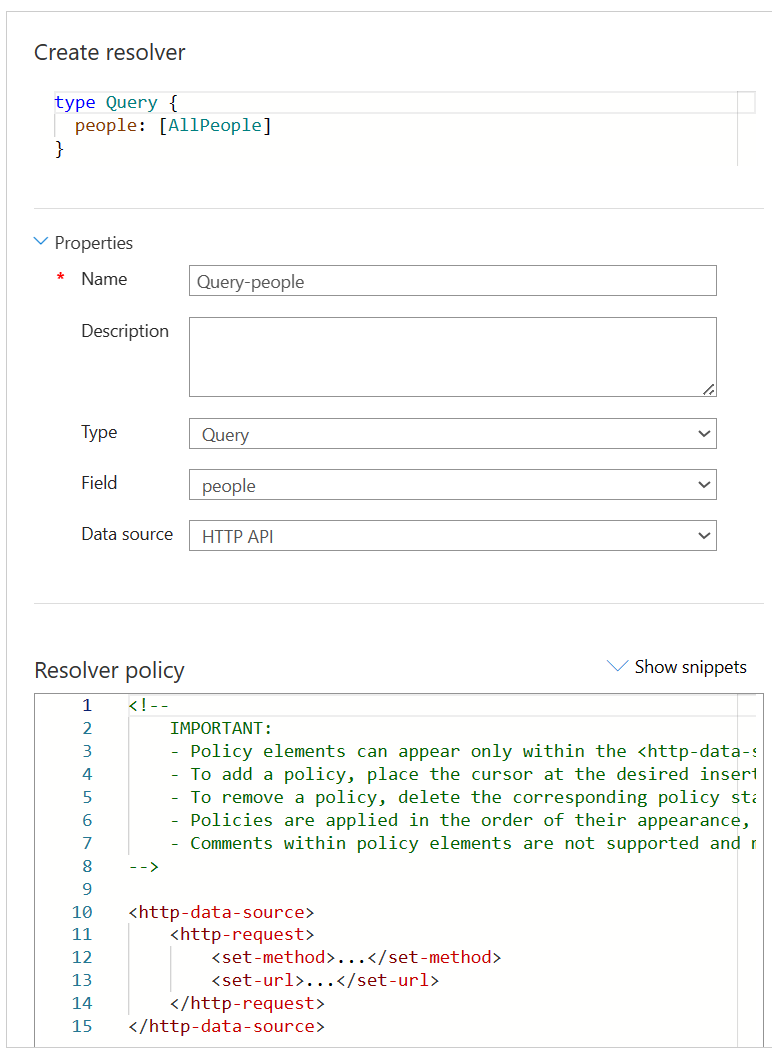 Create resolver
type Query {
  people: [AllPeople]
}
Properties
* Name
Query-people
Description
Type
Query
Field
people
Data source
HTTP API
Resolver policy
Show snippets
1 <!--
2     IMPORTANT:
3     - Policy elements can appear only within the <http-data-s
4     - To add a policy, place the cursor at the desired insert
5     - To remove a policy, delete the corresponding policy sta
6     - Policies are applied in the order of their appearance,
7     - Comments within policy elements are not supported and
8 -->
9
10 <http-data-source>
11     <http-request>
12         <set-method>...</set-method>
13         <set-url>...</set-url>
14     </http-request>
15 </http-data-source>